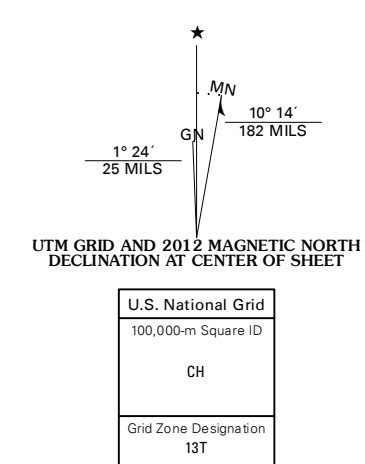 ★
MN
10° 14´
182 MILS
GN
1° 24´
25 MILS
UTM GRID AND 2012 MAGNETIC NORTH
DECLINATION AT CENTER OF SHEET
U.S. National Grid
100,000-m Square ID
CH
Grid Zone Designation
13T